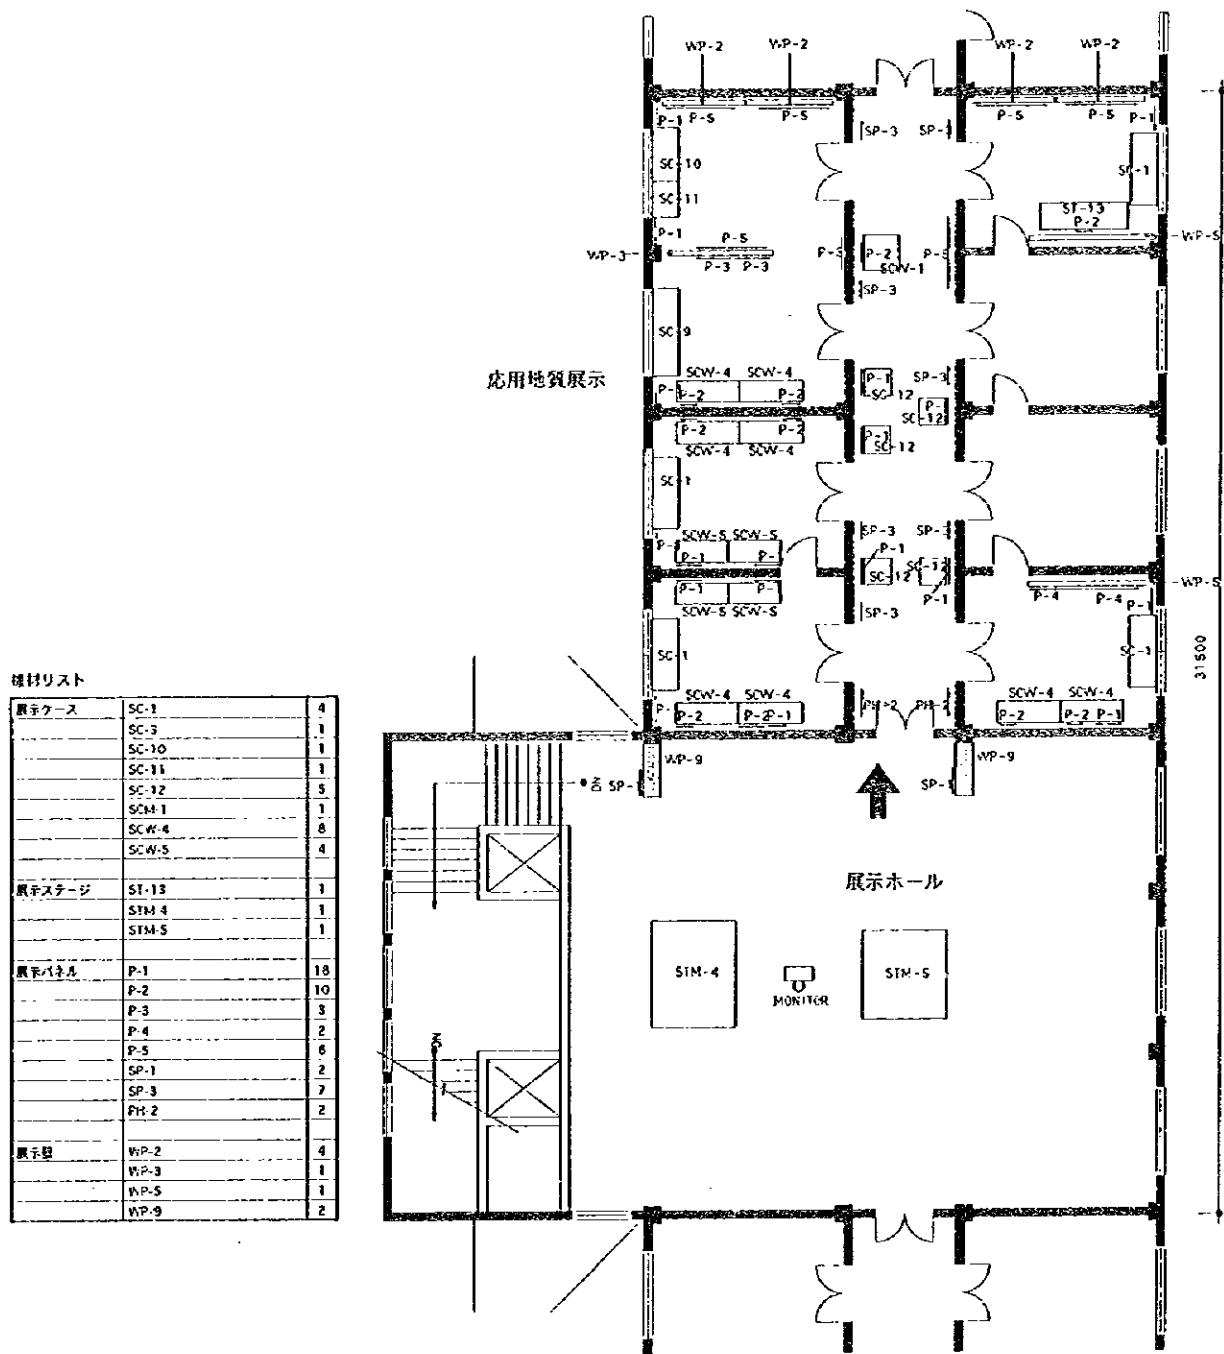 WP-2 WP-2 WP-2 WP-2
P-1 P-5 P-5 SP-3 P-5 P-5 P-1
SC-10 SC-1
SC-11 ST-13
P-2
P-1 P-5 WP-5
WP-3 P-3 P-3 P-2
SCW-1
SP-3
SC-9
応用地質展示 SCW-4 SCW-4 P-1 SP-3
P-2 P-2 SC-12
SC-12
P-2 P-2 P-1
SCW-4 SCW-4 SC-12
SC-1
SCW-5 SCW-5 SP-3 P-1
P-1 SC-12 SC-12 WP-5
P-1 P-4 P-4 P-1
SCW-5 SCW-5 SP-3 P-1
SC-1 SC-1
31500
SCW-4 SCW-4 PH-2 PH-2 SCW-4 SCW-4
P-2 P-2 P-1 P-2 P-2 P-1
WP-9 WP-9
展示ホール
STM-4 STM-5
MONITOR
機材リスト
展示ケース SC-1 4
SC-3 1
SC-10 1
SC-11 1
SC-12 5
SCM-1 1
SCW-4 8
SCW-5 4
展示ステージ ST-13 1
STM-4 1
STM-5 1
展示パネル P-1 18
P-2 10
P-3 3
P-4 2
P-5 6
SP-1 2
SP-3 7
PH-2 2
展示壁 WP-2 4
WP-3 1
WP-5 1
WP-9 2